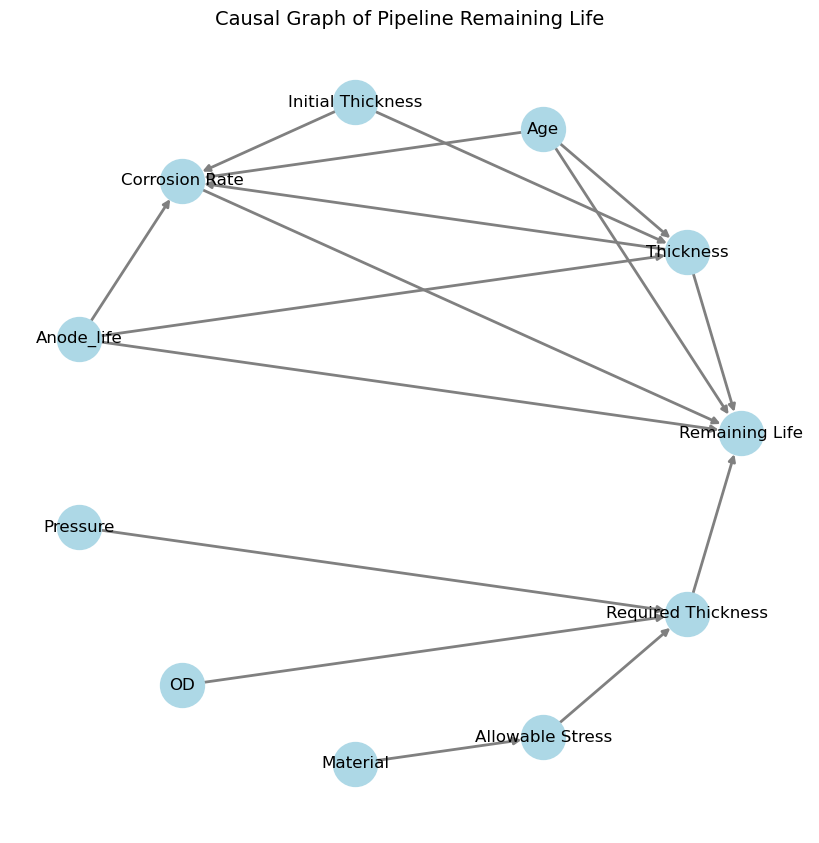 Causal Graph of Pipeline Remaining Life
Initial Thickness
Age
Corrosion Rate
Thickness
Anode_life
Remaining Life
Pressure
Required Thickness
OD
Allowable Stress
Material